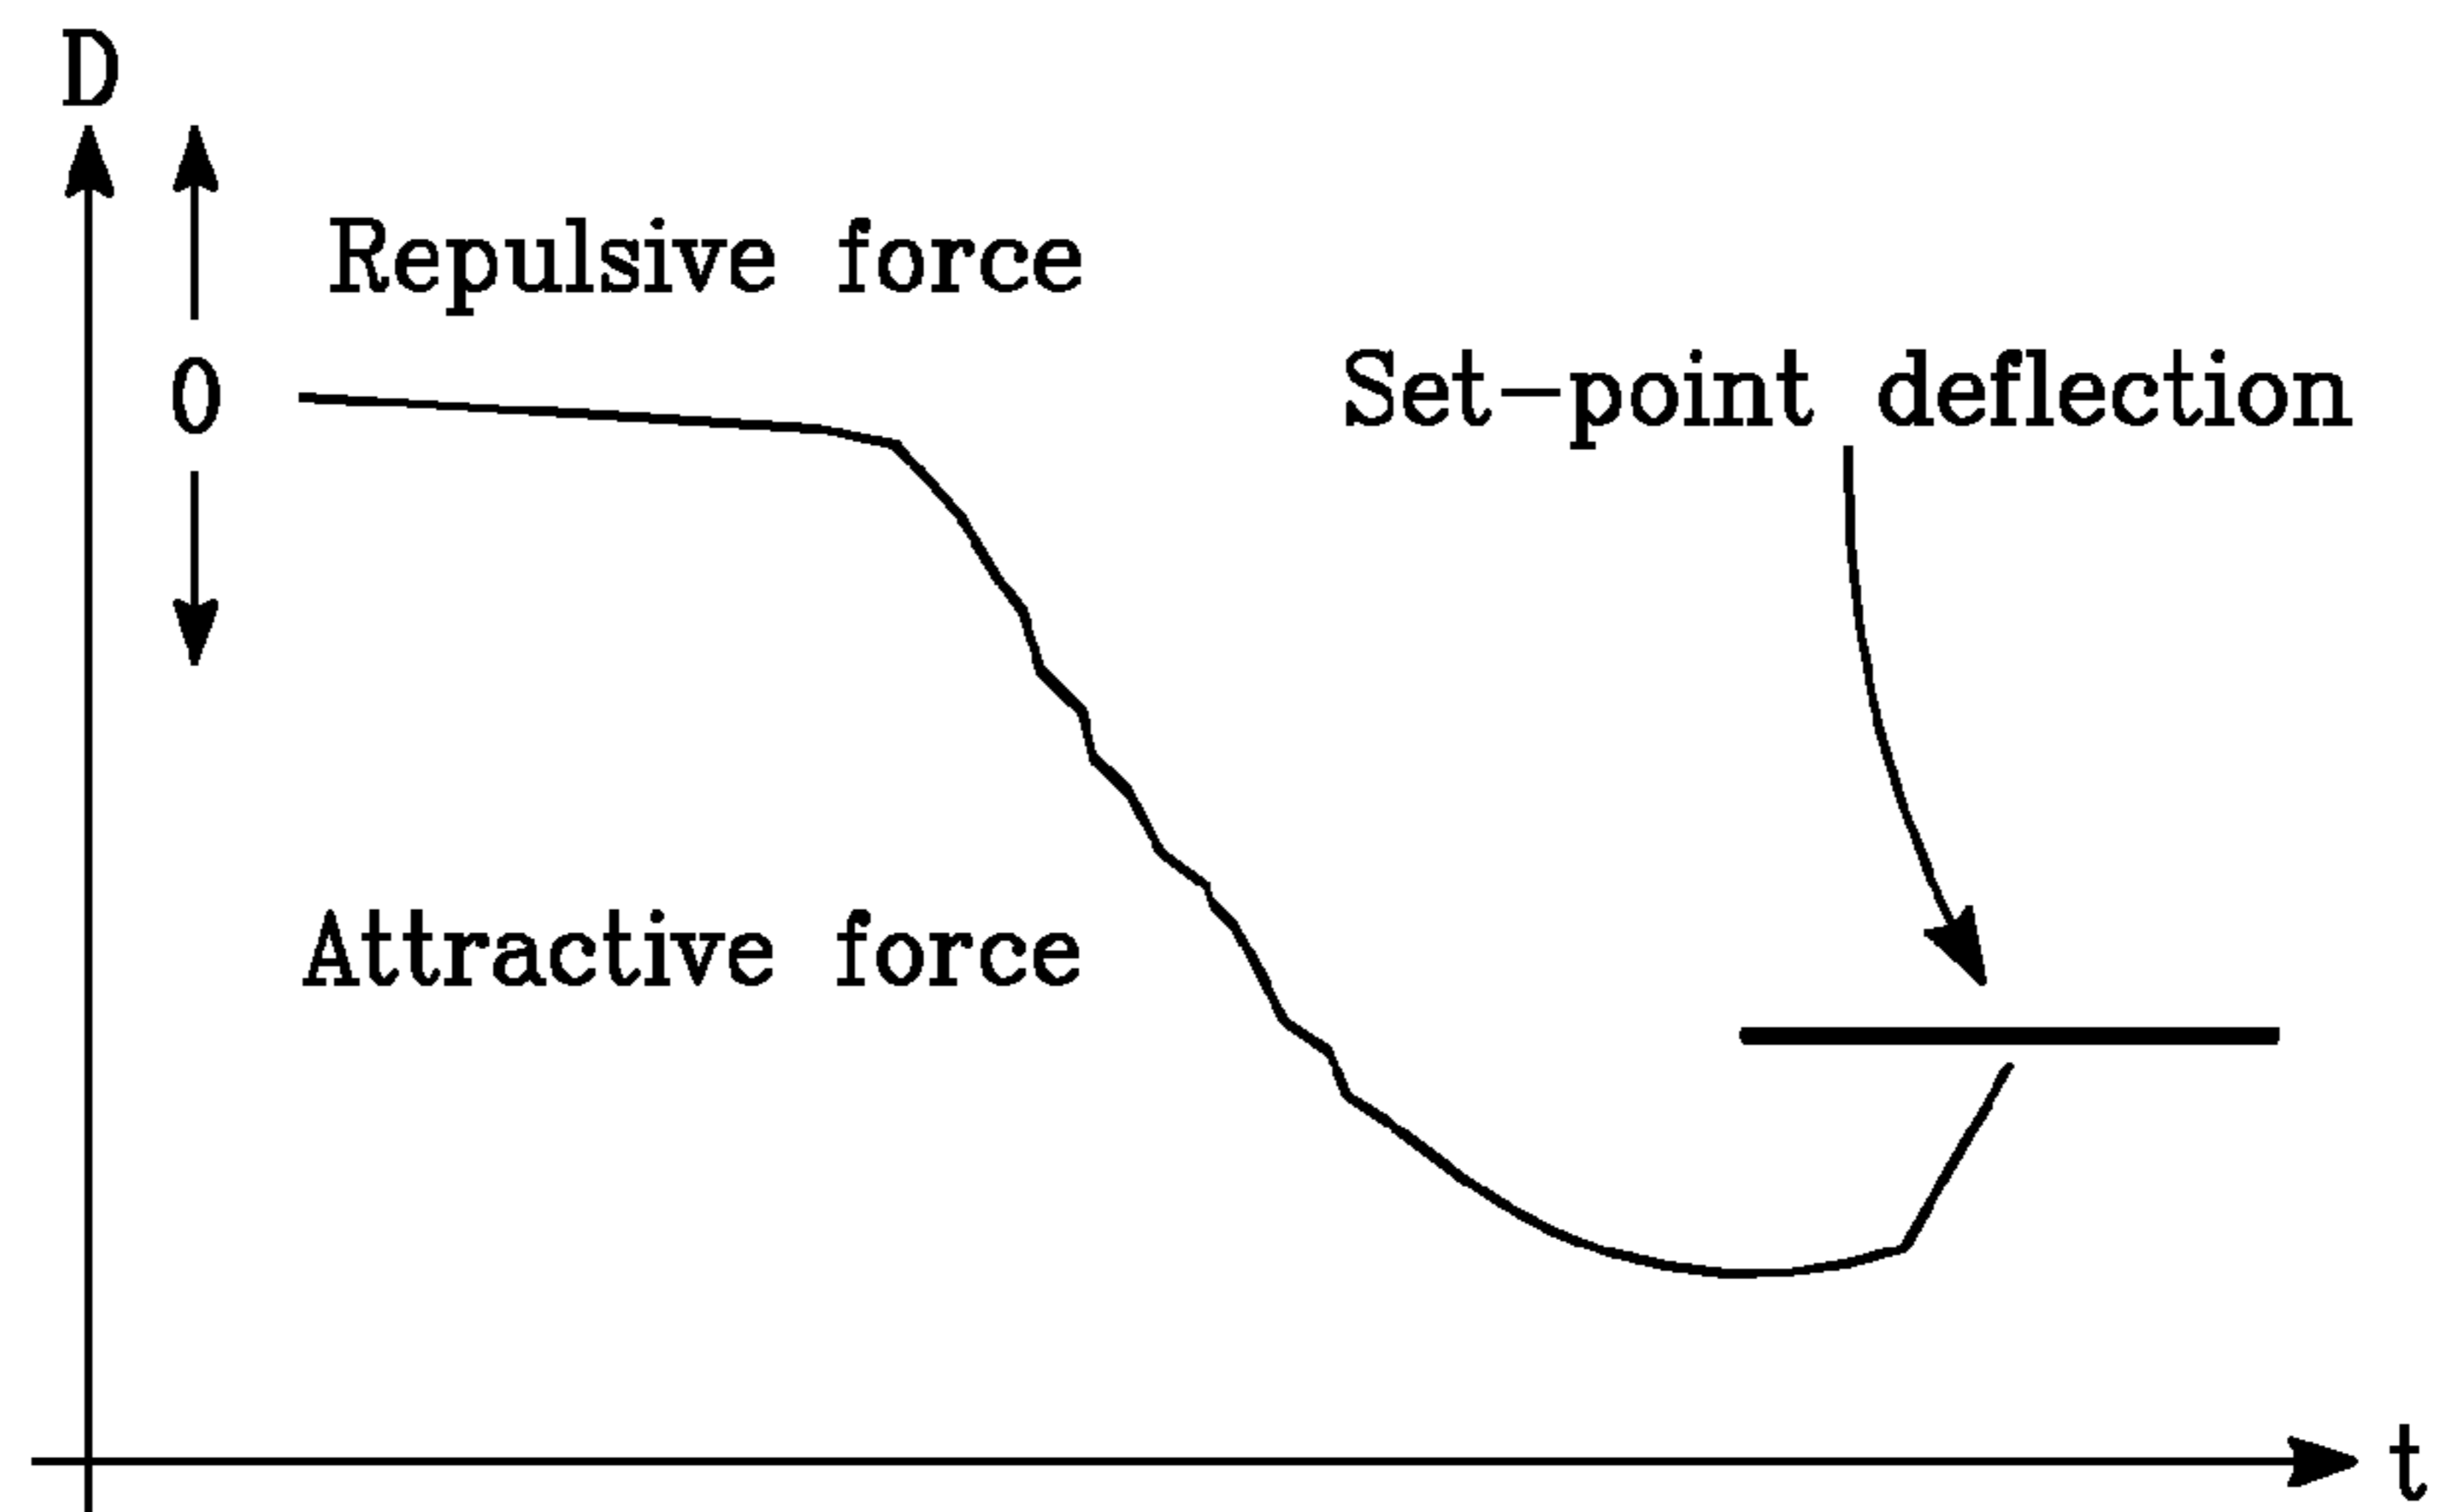 D
Repulsive force
0
Set-point deflection
Attractive force
t